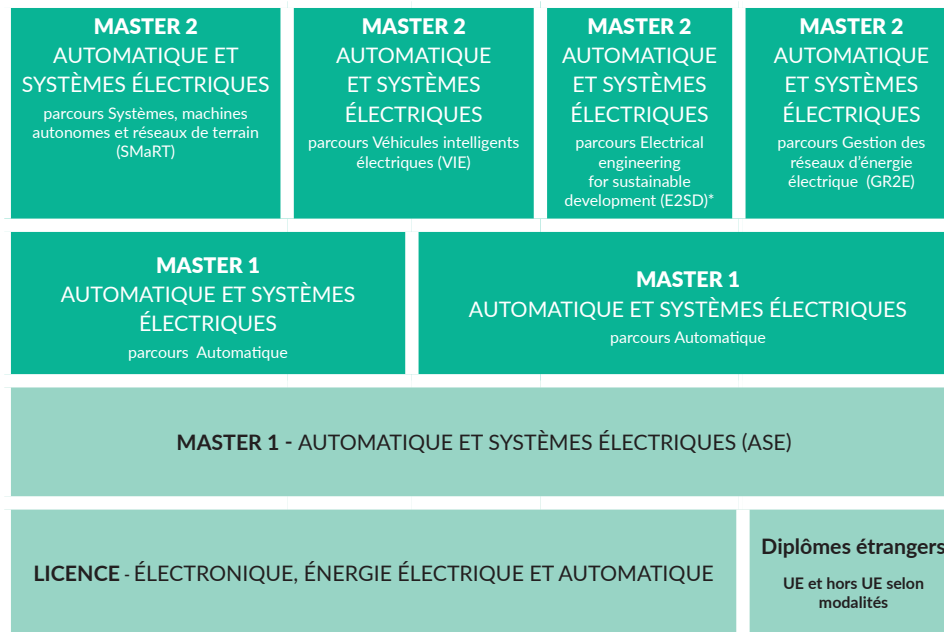 MASTER 2
AUTOMATIQUE ET
SYSTÈMES ÉLECTRIQUES
parcours Systèmes, machines
autonomes et réseaux de terrain
(SMaRT)
MASTER 2
AUTOMATIQUE
ET SYSTÈMES
ÉLECTRIQUES
parcours Véhicules intelligents
électriques (VIE)
MASTER 2
AUTOMATIQUE
ET SYSTÈMES
ÉLECTRIQUES
parcours Electrical
engineering
for sustainable
development (E2SD)*
MASTER 2
AUTOMATIQUE
ET SYSTÈMES
ÉLECTRIQUES
parcours Gestion des
réseaux d'énergie
électrique (GR2E)
MASTER 1
AUTOMATIQUE ET SYSTÈMES
ÉLECTRIQUES
parcours Automatique
MASTER 1
AUTOMATIQUE ET SYSTÈMES ÉLECTRIQUES
parcours Automatique
MASTER 1 - AUTOMATIQUE ET SYSTÈMES ÉLECTRIQUES (ASE)
LICENCE - ÉLECTRONIQUE, ÉNERGIE ÉLECTRIQUE ET AUTOMATIQUE
Diplômes étrangers
UE et hors UE selon
modalités